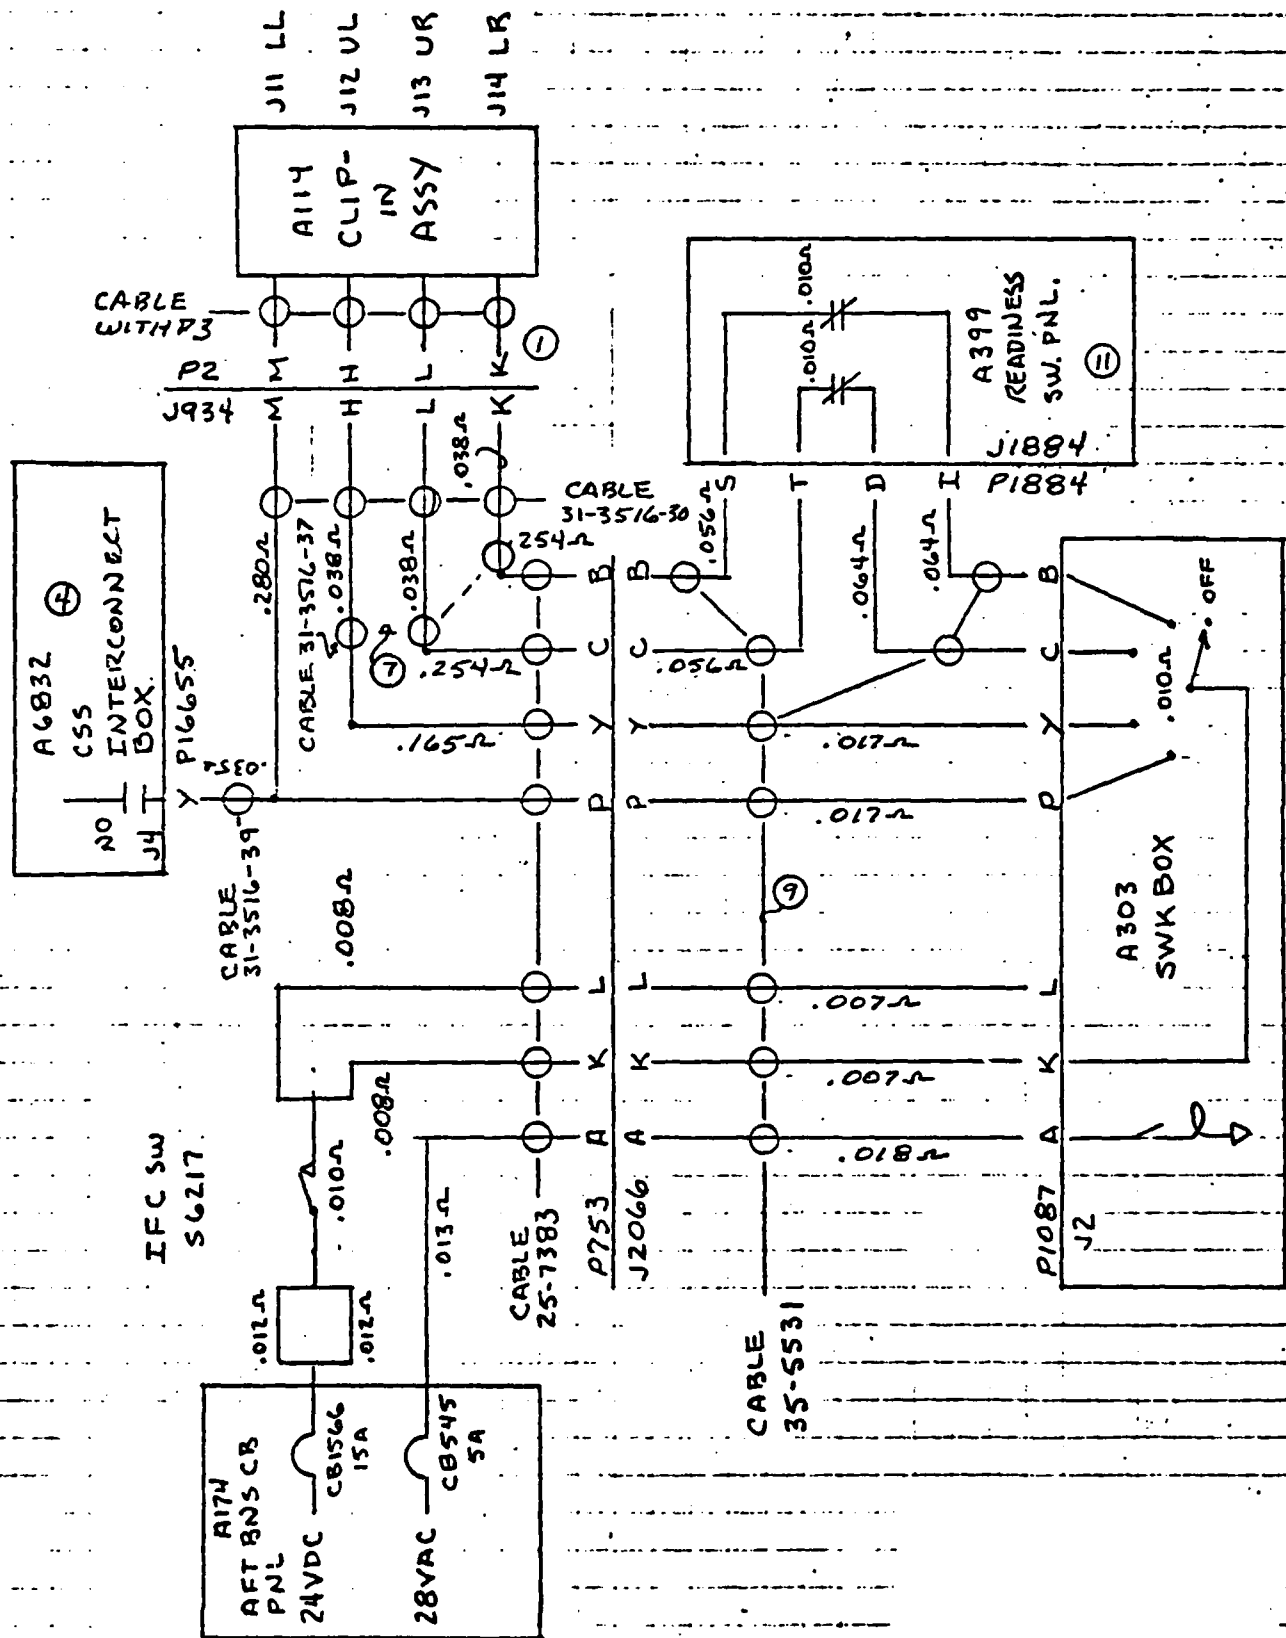 A174
AFT BNS CB
PNL
24VDC
CB1566
15A
28VAC
CB545
5A
.012Ω
.012Ω
IFC SW
S6217
.010Ω
.008Ω
.008Ω
.013Ω
CABLE
25-7383
A6832
CSS
INTERCONNECT
BOX
4
NO
J4
Y P16655
.035Ω
CABLE
31-3516-39
.280Ω
CABLE 31-3576-37
.038Ω
7
.038Ω
.038Ω
.254Ω
.254Ω
.165Ω
CABLE
31-3516-30
J934
M H L K
P2
M H L K
CABLE
WITH P3
1
A114
CLIP-
IN
ASSY
J11 LL
J12 UL
J13 UR
J14 LR
P753
A K L P Y C B
J2066
A K L P Y C B
CABLE
35-5531
9
.056Ω
.056Ω
.064Ω
.064Ω
.017Ω
.017Ω
.007Ω
.007Ω
.018Ω
S T D I
P1884
J1884
A399
READINESS
SW. PNL.
11
.010Ω
.010Ω
P1087
A K L P Y C B
J2
A303
SWK BOX
.010Ω
OFF